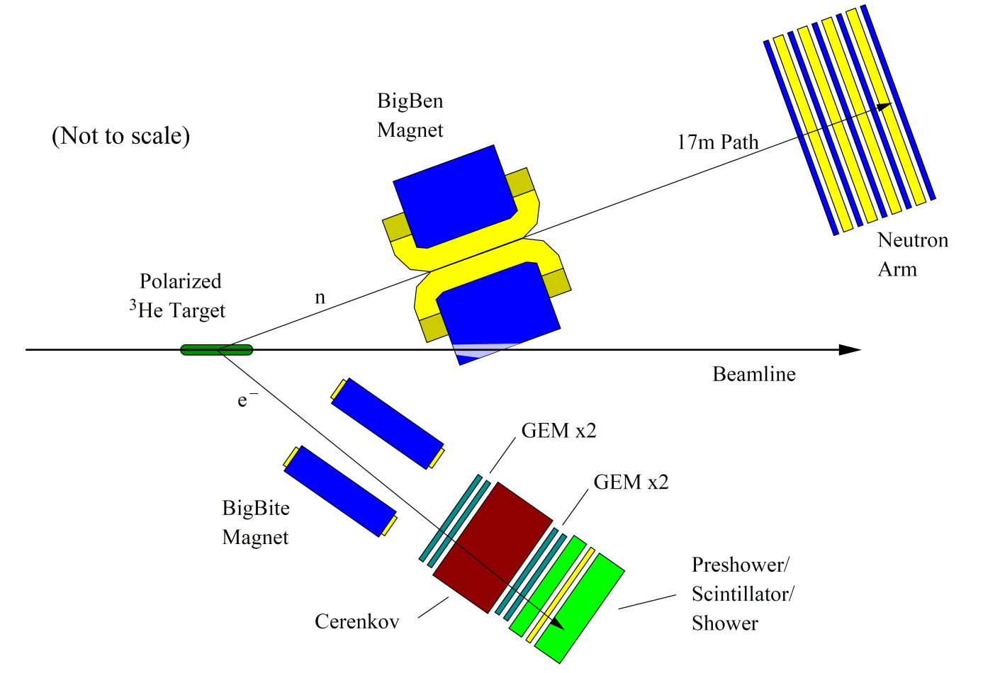 BigBen
Magnet
(Not to scale)
17m Path
Neutron
Arm
Polarized
³He Target
n
Beamline
e⁻
GEM x2
GEM x2
BigBite
Magnet
Preshower/
Scintillator/
Shower
Cerenkov